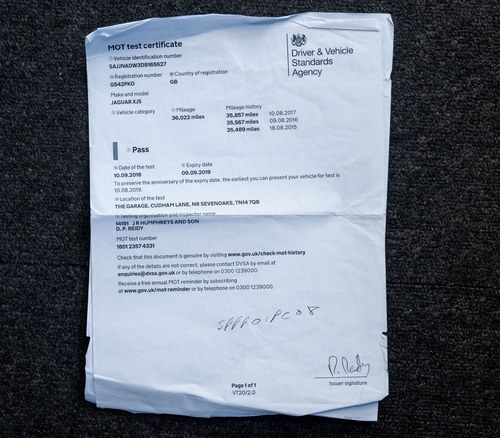 MOT test certificate
Driver & Vehicle
Standards
Agency
Vehicle identification number
SAJJNADW3DB165627
Registration number
G542PKO
Country of registration
GB
Make and model
JAGUAR XJS
Vehicle category
Mileage
36,022 miles
Mileage history
35,857 miles 10.08.2017
35,567 miles 09.08.2016
35,489 miles 18.08.2015
Pass
Date of the test
10.09.2018
Expiry date
09.09.2019
To preserve the anniversary of the expiry date, the earliest you can present your vehicle for test is
10.08.2019.
Location of the test
THE GARAGE, CUDHAM LANE, NR SEVENOAKS, TN14 7QB
Testing organisation and inspector name
14191 J R HUMPHREYS AND SON
D. P. REIDY
MOT test number
1801 2357 4331
Check that this document is genuine by visiting www.gov.uk/check-mot-history
If any of the details are not correct, please contact DVSA by email at
enquiries@dvsa.gov.uk or by telephone on 0300 1239000.
Receive a free annual MOT reminder by subscribing
at www.gov.uk/mot-reminder or by telephone on 0300 1239000.
D. Reidy
Issuer signature
Page 1 of 1
VT20/2.0